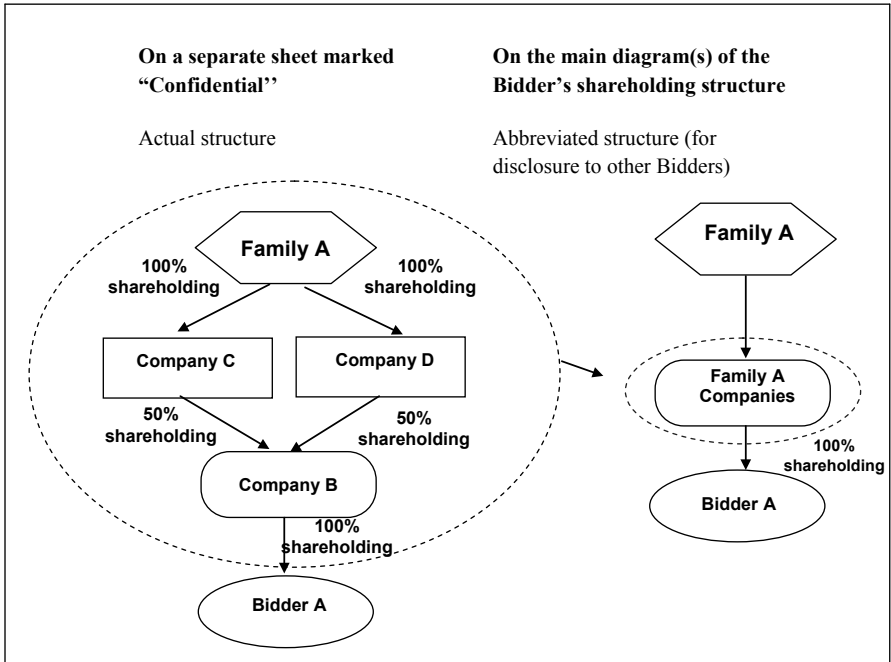 On a separate sheet marked
“Confidential’’
Actual structure
On the main diagram(s) of the
Bidder’s shareholding structure
Abbreviated structure (for
disclosure to other Bidders)
Family A
100%
shareholding
100%
shareholding
Company C
Company D
50%
shareholding
50%
shareholding
Company B
100%
shareholding
Bidder A
Family A
Family A
Companies
100%
shareholding
Bidder A